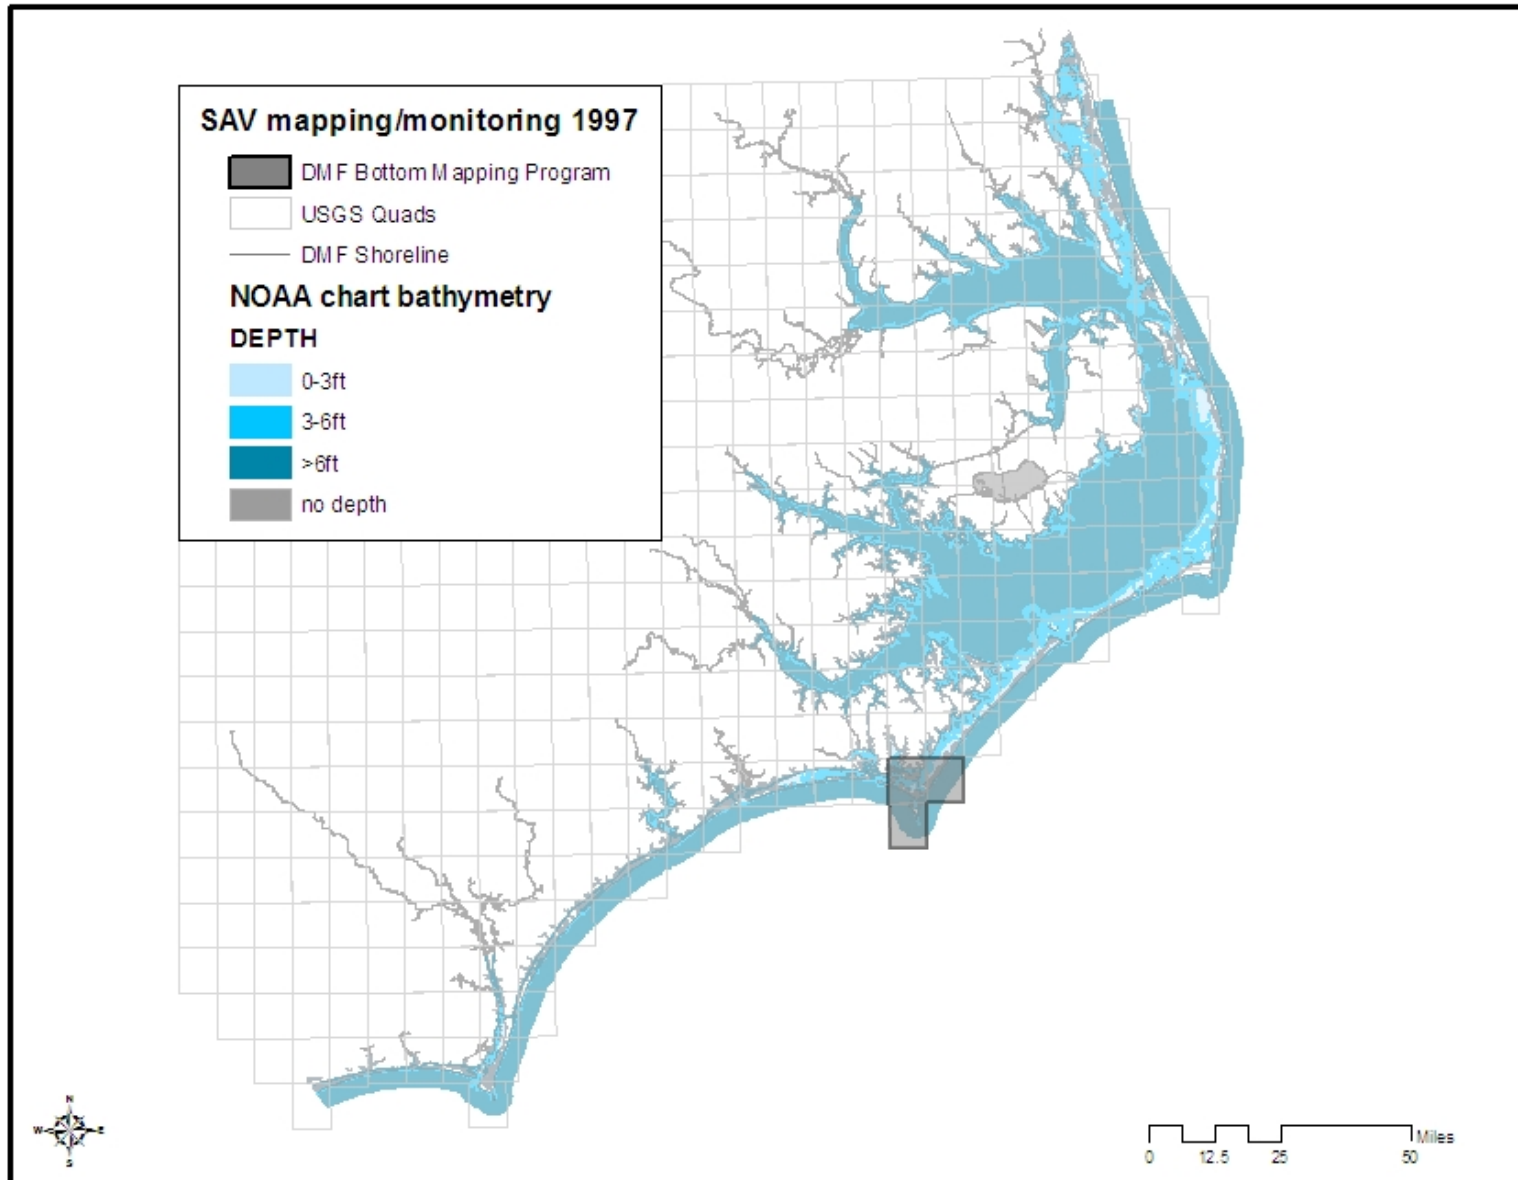 SAV mapping/monitoring 1997
DMF Bottom Mapping Program
USGS Quads
DMF Shoreline
NOAA chart bathymetry
DEPTH
0-3ft
3-6ft
>6ft
no depth
N
W E
S
Miles
0 12.5 25 50